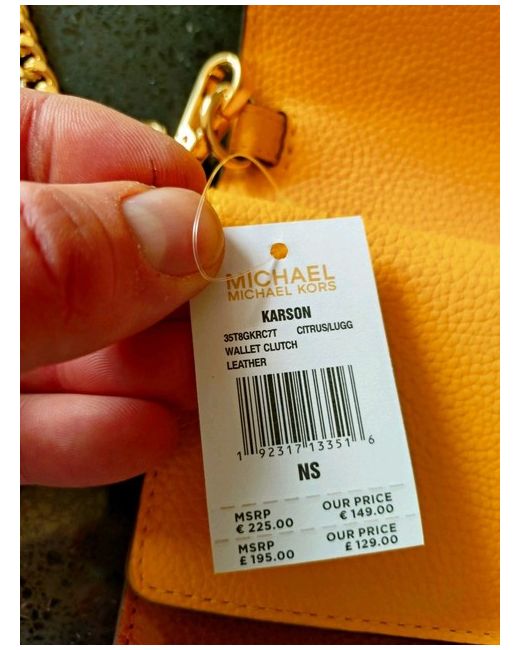 MICHAEL
MICHAEL KORS
KARSON
35T8GKRC7T CITRUS/LUGG
WALLET CLUTCH
LEATHER
1 92317 13351 6
NS
MSRP OUR PRICE
€ 225.00 € 149.00
MSRP OUR PRICE
£ 195.00 £ 129.00